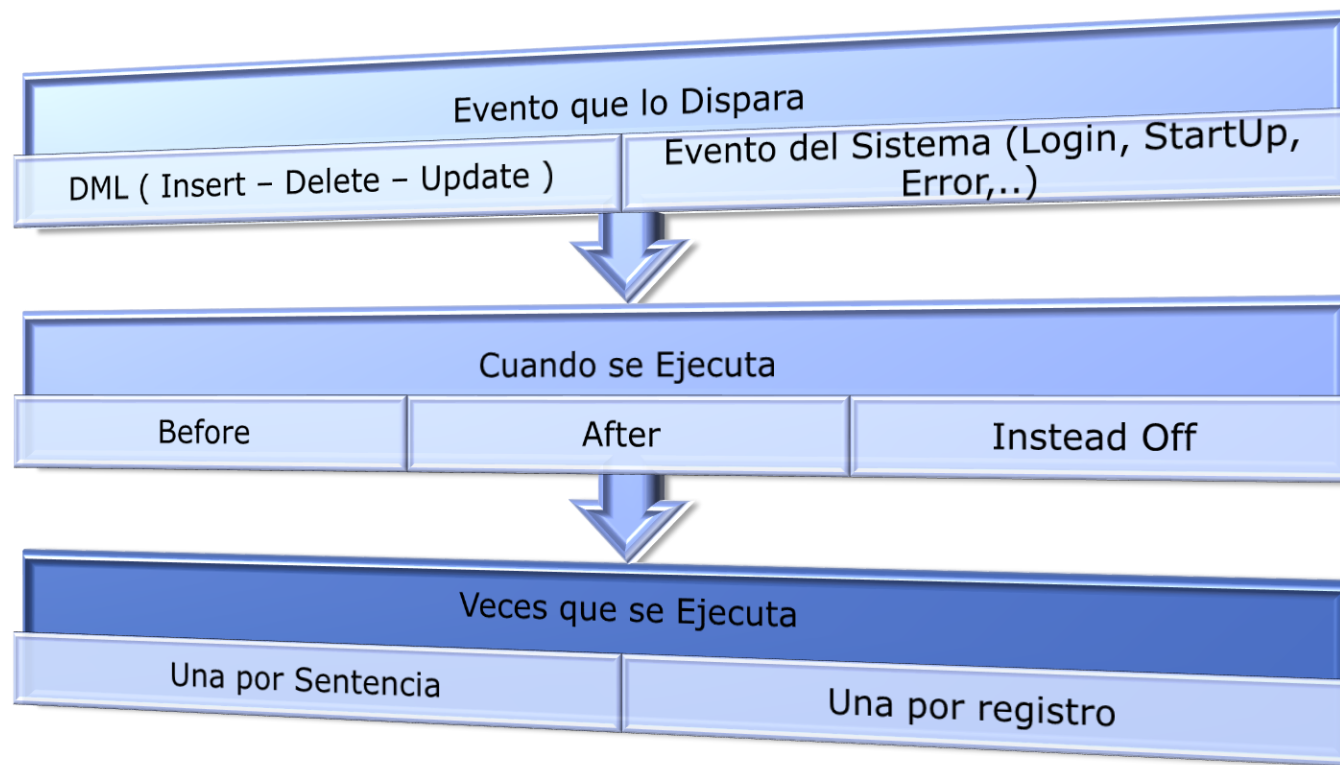 Evento que lo Dispara
DML ( Insert – Delete – Update )
Evento del Sistema (Login, StartUp,
Error,..)
Cuando se Ejecuta
Before
After
Instead Off
Veces que se Ejecuta
Una por Sentencia
Una por registro